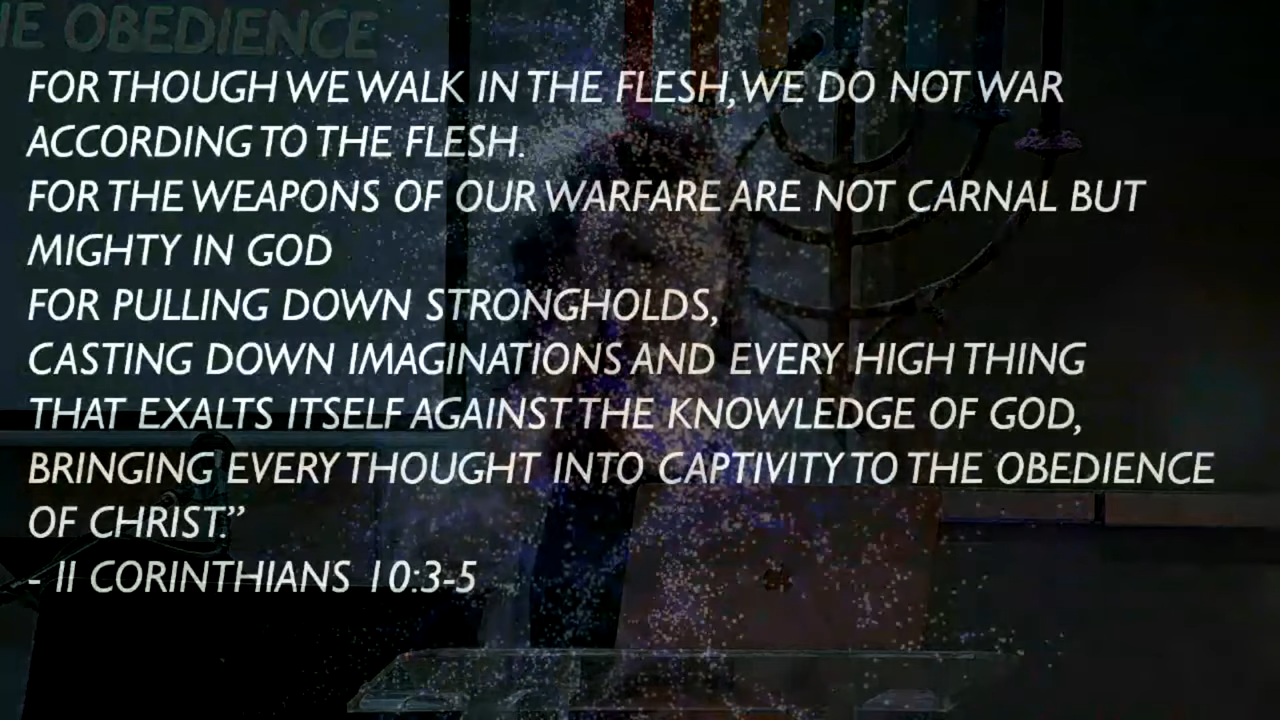 HE OBEDIENCE
FOR THOUGH WE WALK IN THE FLESH, WE DO NOT WAR
ACCORDING TO THE FLESH.
FOR THE WEAPONS OF OUR WARFARE ARE NOT CARNAL BUT
MIGHTY IN GOD
FOR PULLING DOWN STRONGHOLDS,
CASTING DOWN IMAGINATIONS AND EVERY HIGH THING
THAT EXALTS ITSELF AGAINST THE KNOWLEDGE OF GOD,
BRINGING EVERY THOUGHT INTO CAPTIVITY TO THE OBEDIENCE
OF CHRIST.”
- II CORINTHIANS 10:3-5